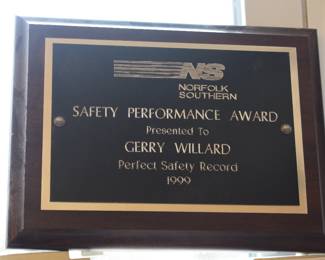 NS
NORFOLK
SOUTHERN
SAFETY PERFORMANCE AWARD
Presented To
GERRY WILLARD
Perfect Safety Record
1999